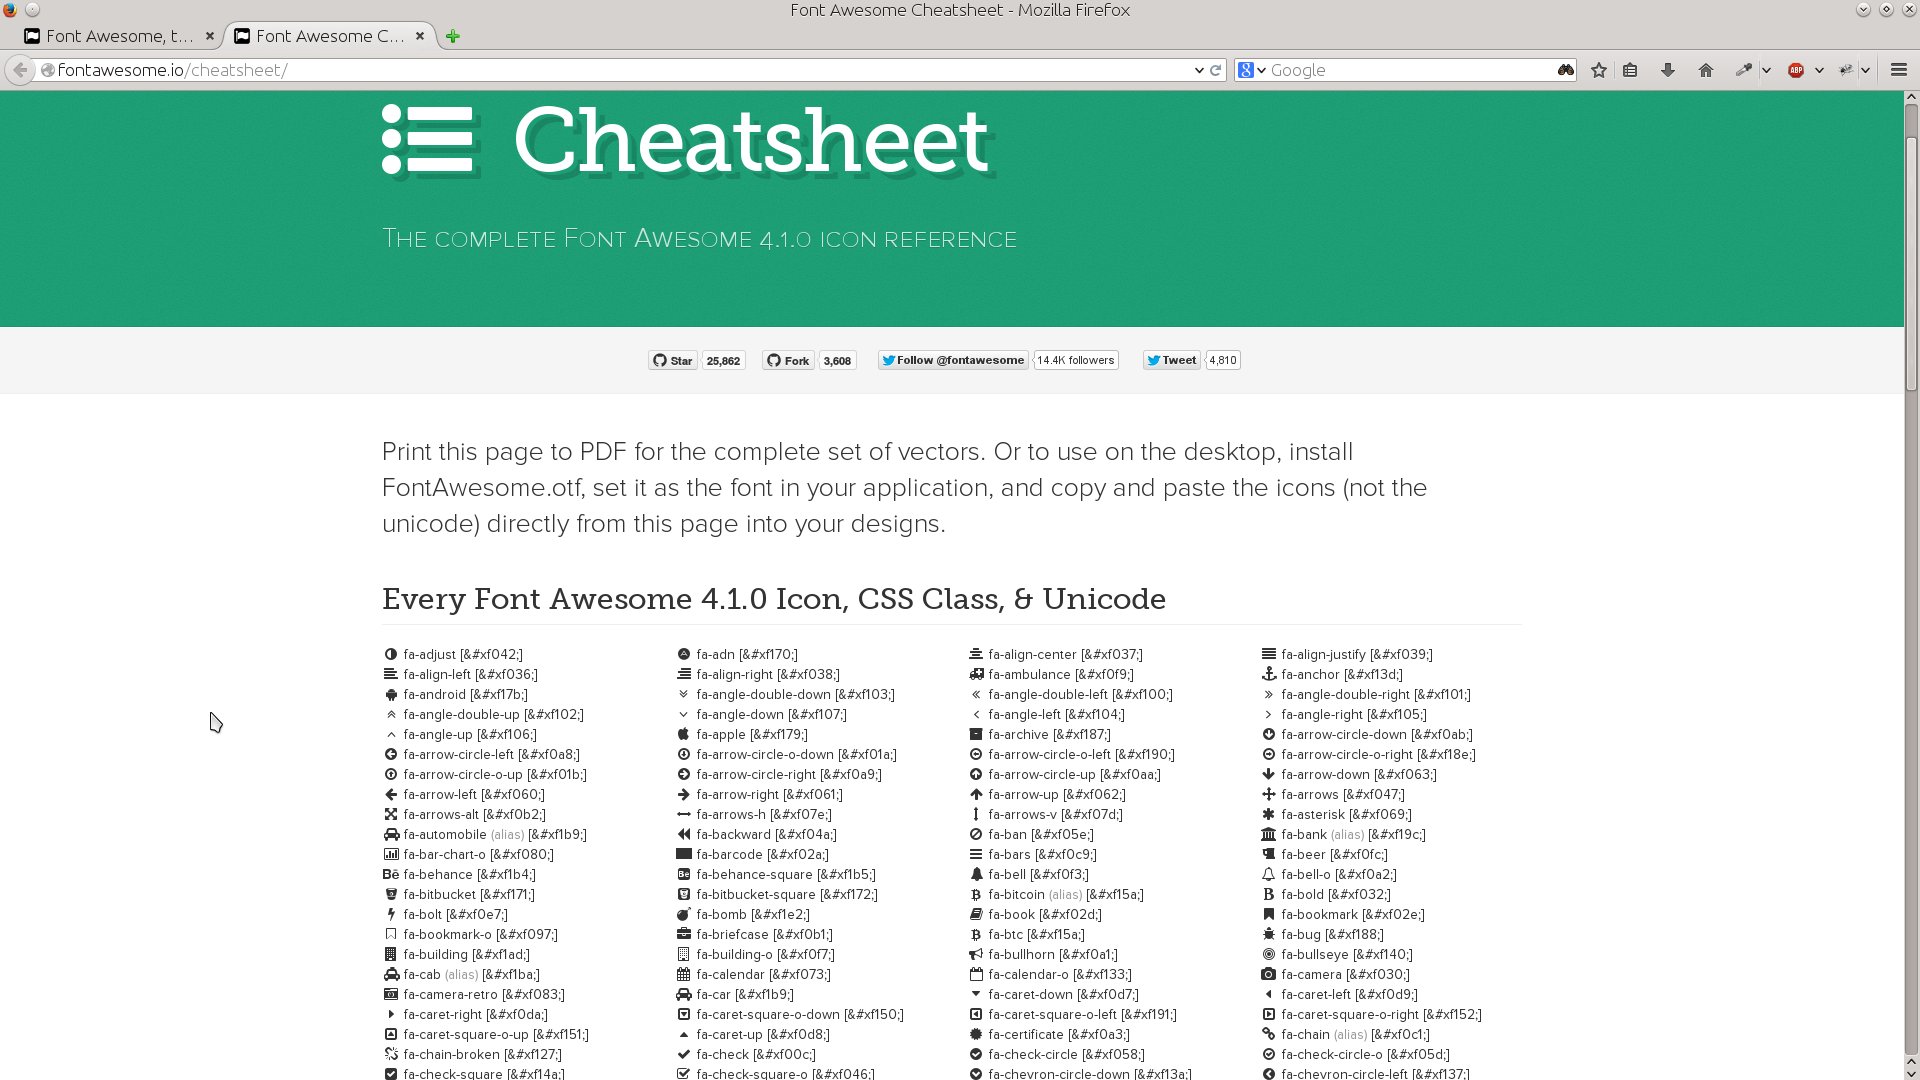 Font Awesome Cheatsheet - Mozilla Firefox
Font Awesome, t...
Font Awesome C...
fontawesome.io/cheatsheet/
Google
ABP
Cheatsheet
The complete Font Awesome 4.1.0 icon reference
Star 25,862 Fork 3,608 Follow @fontawesome 14.4K followers Tweet 4,810
Print this page to PDF for the complete set of vectors. Or to use on the desktop, install
FontAwesome.otf, set it as the font in your application, and copy and paste the icons (not the
unicode) directly from this page into your designs.
Every Font Awesome 4.1.0 Icon, CSS Class, & Unicode
fa-adjust [&#xf042;] fa-adn [&#xf170;] fa-align-center [&#xf037;] fa-align-justify [&#xf039;]
fa-align-left [&#xf036;] fa-align-right [&#xf038;] fa-ambulance [&#xf0f9;] fa-anchor [&#xf13d;]
fa-android [&#xf17b;] fa-angle-double-down [&#xf103;] fa-angle-double-left [&#xf100;] fa-angle-double-right [&#xf101;]
fa-angle-double-up [&#xf102;] fa-angle-down [&#xf107;] fa-angle-left [&#xf104;] fa-angle-right [&#xf105;]
fa-angle-up [&#xf106;] fa-apple [&#xf179;] fa-archive [&#xf187;] fa-arrow-circle-down [&#xf0ab;]
fa-arrow-circle-left [&#xf0a8;] fa-arrow-circle-o-down [&#xf01a;] fa-arrow-circle-o-left [&#xf190;] fa-arrow-circle-o-right [&#xf18e;]
fa-arrow-circle-o-up [&#xf01b;] fa-arrow-circle-right [&#xf0a9;] fa-arrow-circle-up [&#xf0aa;] fa-arrow-down [&#xf063;]
fa-arrow-left [&#xf060;] fa-arrow-right [&#xf061;] fa-arrow-up [&#xf062;] fa-arrows [&#xf047;]
fa-arrows-alt [&#xf0b2;] fa-arrows-h [&#xf07e;] fa-arrows-v [&#xf07d;] fa-asterisk [&#xf069;]
fa-automobile (alias) [&#xf1b9;] fa-backward [&#xf04a;] fa-ban [&#xf05e;] fa-bank (alias) [&#xf19c;]
fa-bar-chart-o [&#xf080;] fa-barcode [&#xf02a;] fa-bars [&#xf0c9;] fa-beer [&#xf0fc;]
fa-behance [&#xf1b4;] fa-behance-square [&#xf1b5;] fa-bell [&#xf0f3;] fa-bell-o [&#xf0a2;]
fa-bitbucket [&#xf171;] fa-bitbucket-square [&#xf172;] fa-bitcoin (alias) [&#xf15a;] fa-bold [&#xf032;]
fa-bolt [&#xf0e7;] fa-bomb [&#xf1e2;] fa-book [&#xf02d;] fa-bookmark [&#xf02e;]
fa-bookmark-o [&#xf097;] fa-briefcase [&#xf0b1;] fa-btc [&#xf15a;] fa-bug [&#xf188;]
fa-building [&#xf1ad;] fa-building-o [&#xf0f7;] fa-bullhorn [&#xf0a1;] fa-bullseye [&#xf140;]
fa-cab (alias) [&#xf1ba;] fa-calendar [&#xf073;] fa-calendar-o [&#xf133;] fa-camera [&#xf030;]
fa-camera-retro [&#xf083;] fa-car [&#xf1b9;] fa-caret-down [&#xf0d7;] fa-caret-left [&#xf0d9;]
fa-caret-right [&#xf0da;] fa-caret-square-o-down [&#xf150;] fa-caret-square-o-left [&#xf191;] fa-caret-square-o-right [&#xf152;]
fa-caret-square-o-up [&#xf151;] fa-caret-up [&#xf0d8;] fa-certificate [&#xf0a3;] fa-chain (alias) [&#xf0c1;]
fa-chain-broken [&#xf127;] fa-check [&#xf00c;] fa-check-circle [&#xf058;] fa-check-circle-o [&#xf05d;]
fa-check-square [&#xf14a;] fa-check-square-o [&#xf046;] fa-chevron-circle-down [&#xf13a;] fa-chevron-circle-left [&#xf137;]